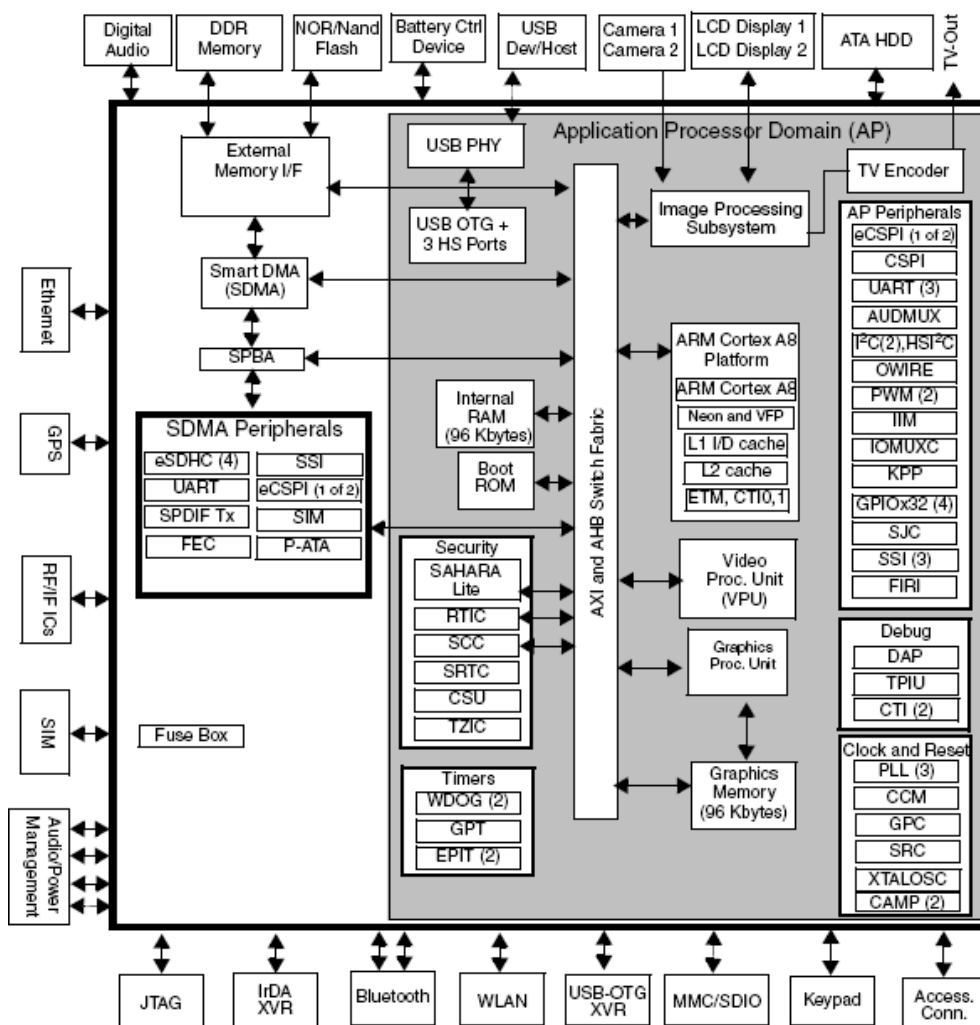 Digital
Audio
DDR
Memory
NOR/Nand
Flash
Battery Ctrl
Device
USB
Dev/Host
Camera 1
Camera 2
LCD Display 1
LCD Display 2
ATA HDD
TV-Out
Application Processor Domain (AP)
External
Memory I/F
USB PHY
TV Encoder
USB OTG +
3 HS Ports
Image Processing
Subsystem
Smart DMA
(SDMA)
SPBA
AXI and AHB Switch Fabric
AP Peripherals
eCSPI (1 of 2)
CSPI
UART (3)
AUDMUX
I²C(2),HSI²C
OWIRE
PWM (2)
IIM
IOMUXC
KPP
GPIOx32 (4)
SJC
SSI (3)
FIRI
Ethernet
GPS
RF/IF ICs
SIM
Audio/Power
Management
ARM Cortex A8
Platform
ARM Cortex A8
Neon and VFP
L1 I/D cache
L2 cache
ETM, CTI0,1
Internal
RAM
(96 Kbytes)
Boot
ROM
SDMA Peripherals
eSDHC (4)
SSI
UART
eCSPI (1 of 2)
SPDIF Tx
SIM
FEC
P-ATA
Security
SAHARA
Lite
RTIC
SCC
SRTC
CSU
TZIC
Video
Proc. Unit
(VPU)
Graphics
Proc. Unit
Graphics
Memory
(96 Kbytes)
Debug
DAP
TPIU
CTI (2)
Fuse Box
Timers
WDOG (2)
GPT
EPIT (2)
Clock and Reset
PLL (3)
CCM
GPC
SRC
XTALOSC
CAMP (2)
JTAG
IrDA
XVR
Bluetooth
WLAN
USB-OTG
XVR
MMC/SDIO
Keypad
Access.
Conn.